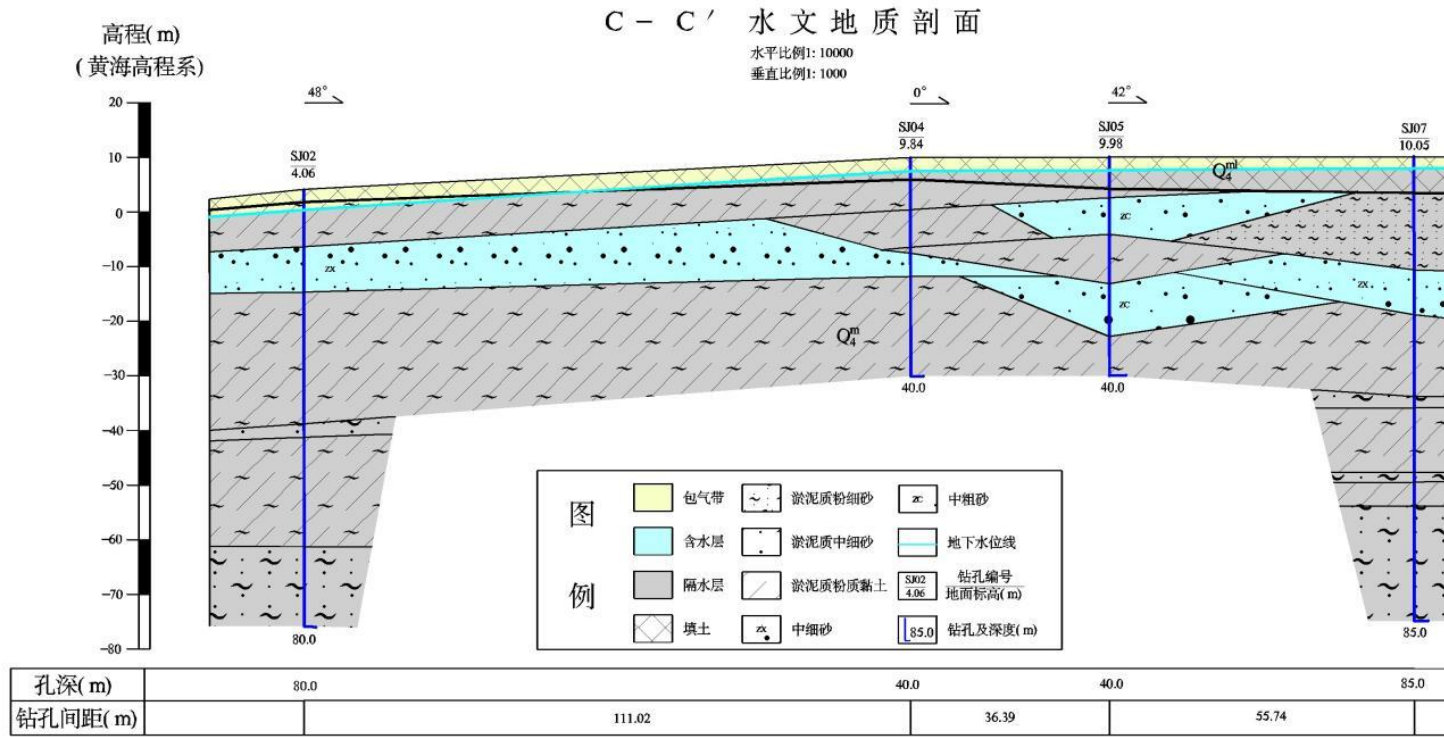 C - C′ 水文地质剖面
水平比例1: 10000
垂直比例1: 1000
高程( m)
( 黄海高程系)
20
10
0
-10
-20
-30
-40
-50
-60
-70
-80
48°
0°
42°
SJ02
4.06
SJ04
9.84
SJ05
9.98
SJ07
10.05
Q₄ᵐˡ
zc
zx
zx
zc
Q₄ᵐ
40.0
40.0
80.0
85.0
图例
包气带
淤泥质粉细砂
zc 中粗砂
含水层
淤泥质中细砂
地下水位线
隔水层
淤泥质粉质黏土
SJ02
4.06
钻孔编号
地面标高( m)
填土
zx 中细砂
85.0 钻孔及深度( m)
孔深( m) 80.0 40.0 40.0 85.0
钻孔间距( m) 111.02 36.39 55.74